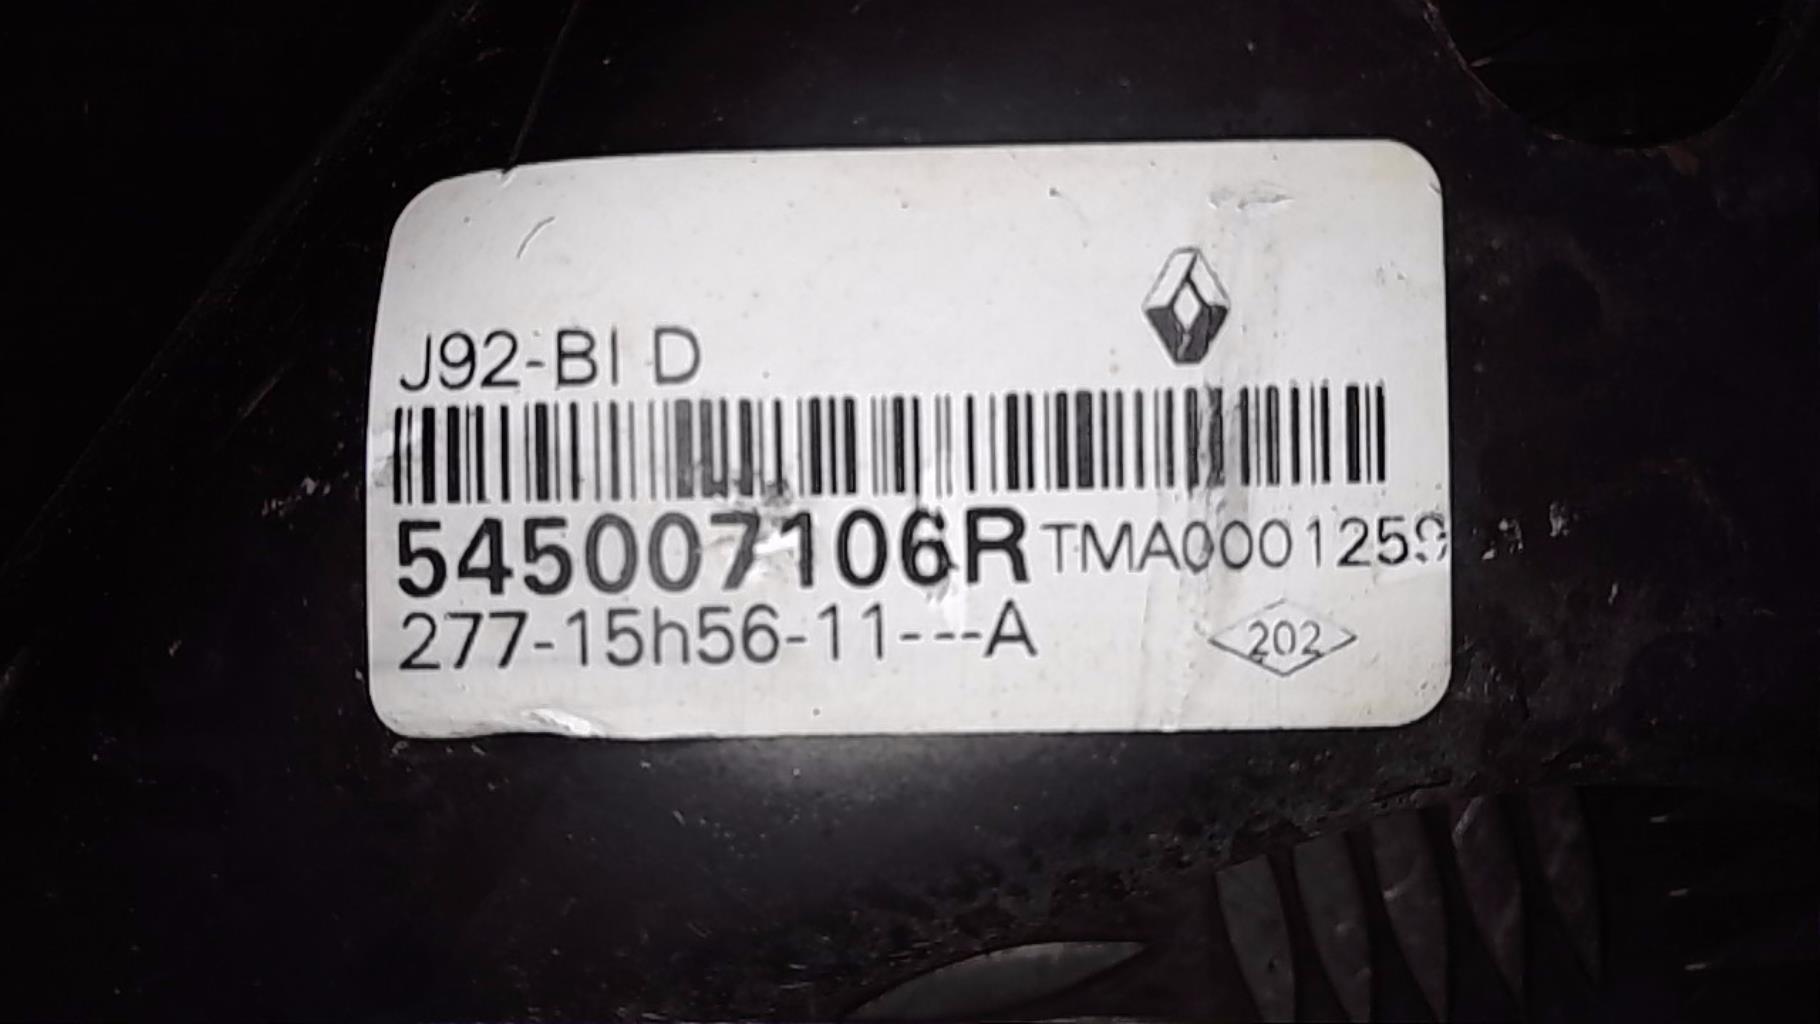 J92-BI D
545007106R TMA0001259
277-15h56-11---A
202